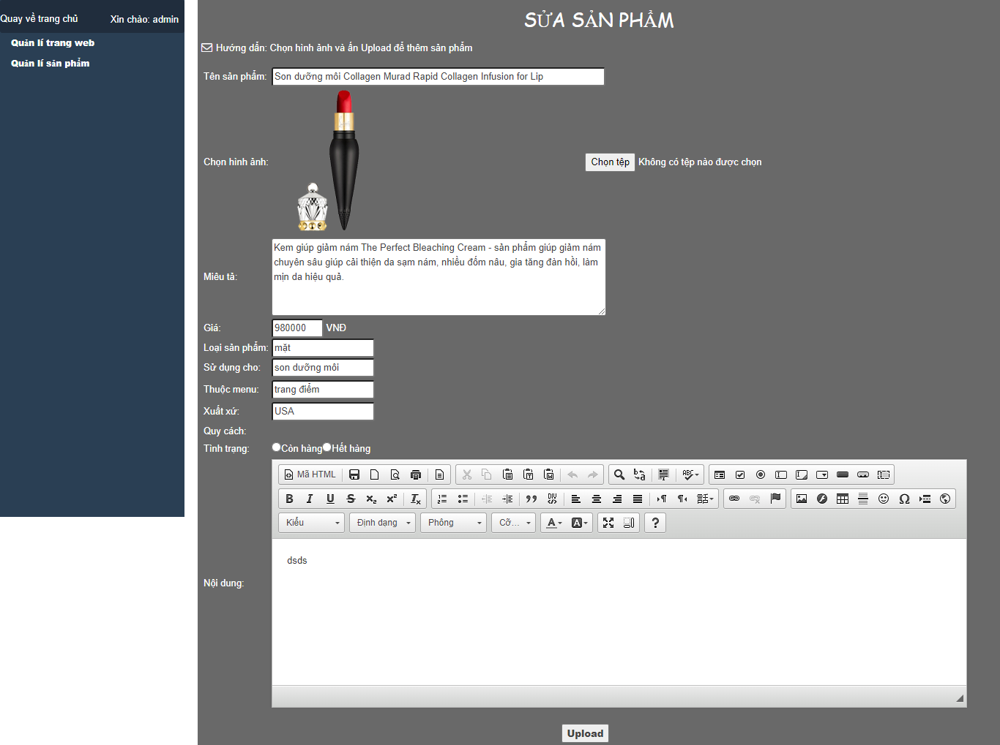 Quay về trang chủ
Xin chào: admin
Quản lí trang web
Quản lí sản phẩm
SỬA SẢN PHẨM
Hướng dẫn: Chọn hình ảnh và ấn Upload để thêm sản phẩm
Tên sản phẩm: Son dưỡng môi Collagen Murad Rapid Collagen Infusion for Lip
Chọn hình ảnh: Chọn tệp Không có tệp nào được chọn
Miêu tả:
Kem giúp giảm nám The Perfect Bleaching Cream - sản phẩm giúp giảm nám
chuyên sâu giúp cải thiện da sạm nám, nhiều đốm nâu, gia tăng đàn hồi, làm
mịn da hiệu quả.
Giá: 980000 VNĐ
Loại sản phẩm: mặt
Sử dụng cho: son dưỡng môi
Thuộc menu: trang điểm
Xuất xứ: USA
Quy cách:
Tình trạng: Còn hàng Hết hàng
Mã HTML
Kiểu Định dạng Phông Cỡ...
Nội dung:
dsds
Upload